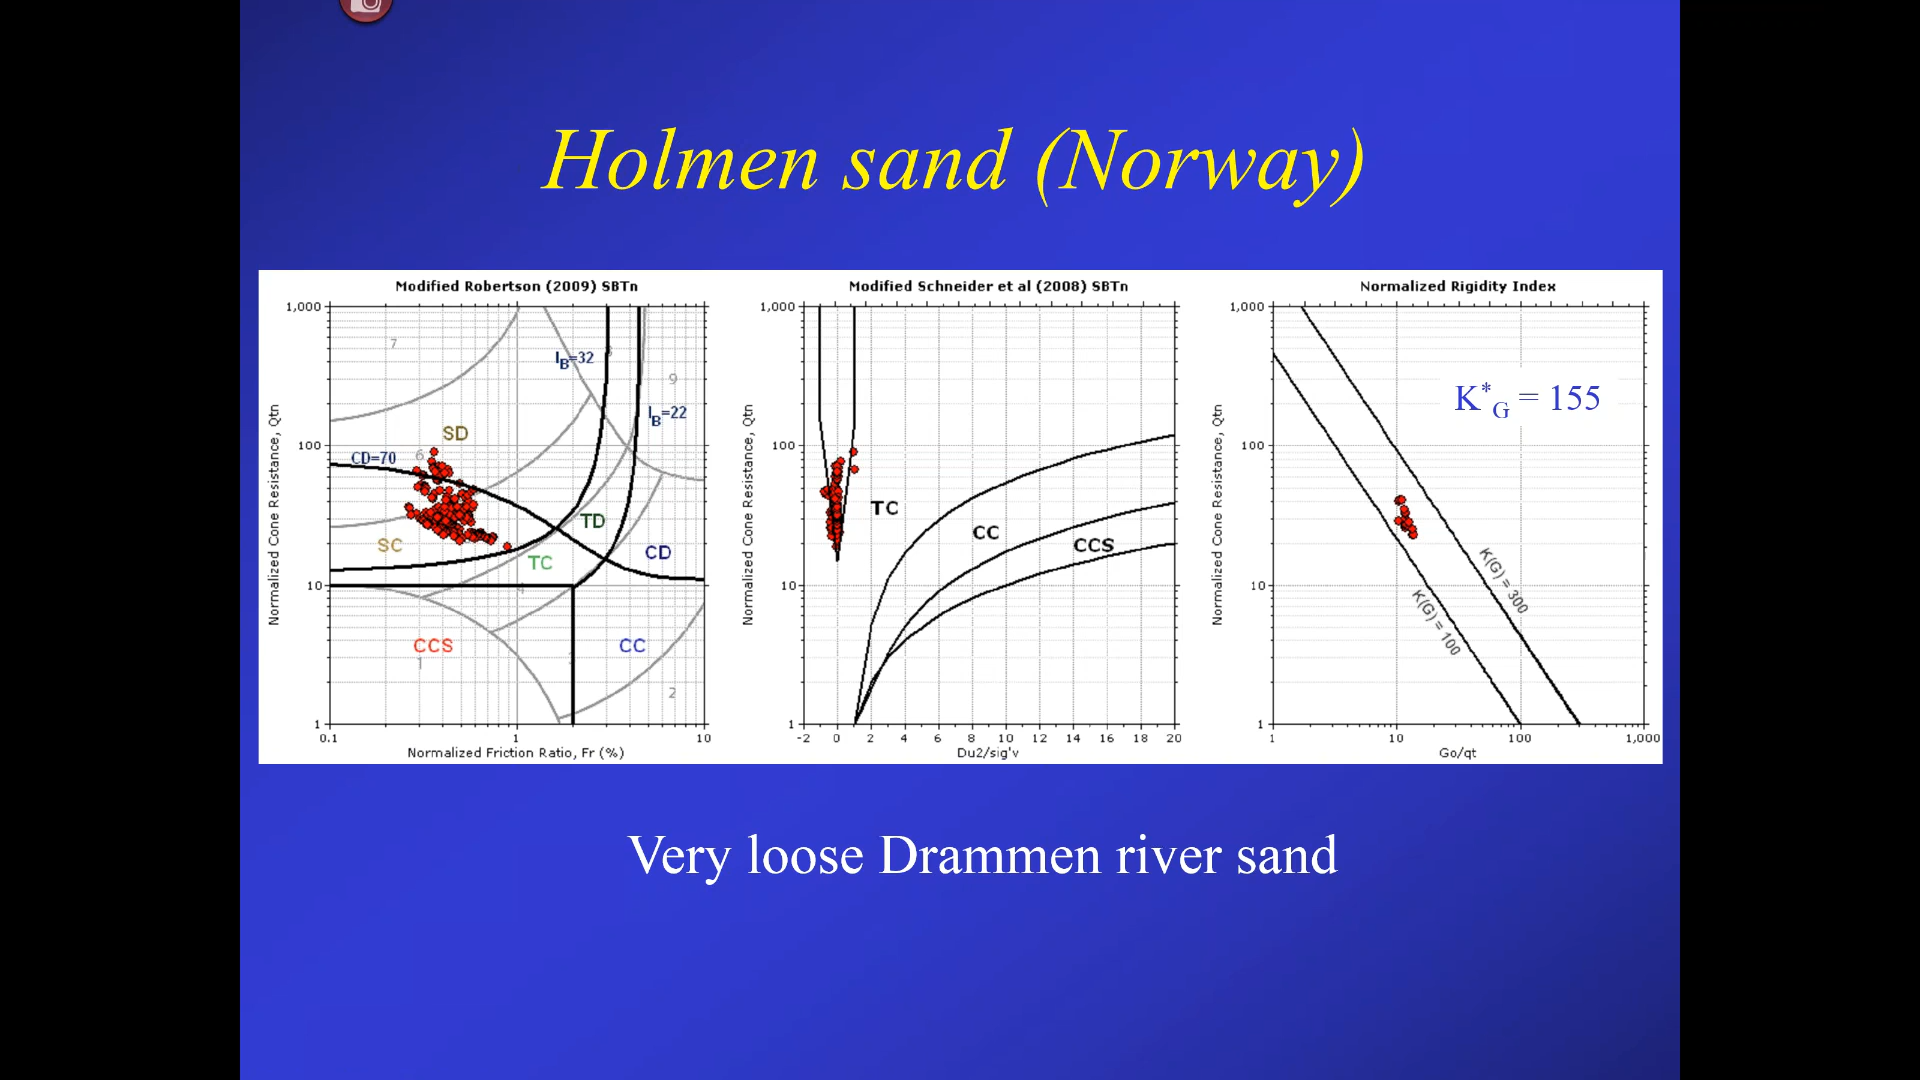 Holmen sand (Norway)
Modified Robertson (2009) SBTn
1,000
100
10
1
0.1
1
10
Normalized Cone Resistance, Qtn
Normalized Friction Ratio, Fr (%)
7
8
9
6
4
3
1
2
IB=32
IB=22
CD=70
SD
SC
TD
TC
CD
CCS
CC
Modified Schneider et al (2008) SBTn
1,000
100
10
1
-2 0 2 4 6 8 10 12 14 16 18 20
Normalized Cone Resistance, Qtn
Du2/sig'v
TC
CC
CCS
Normalized Rigidity Index
1,000
100
10
1
1 10 100 1,000
Normalized Cone Resistance, Qtn
Go/qt
K*G = 155
K(G) = 300
K(G) = 100
Very loose Drammen river sand